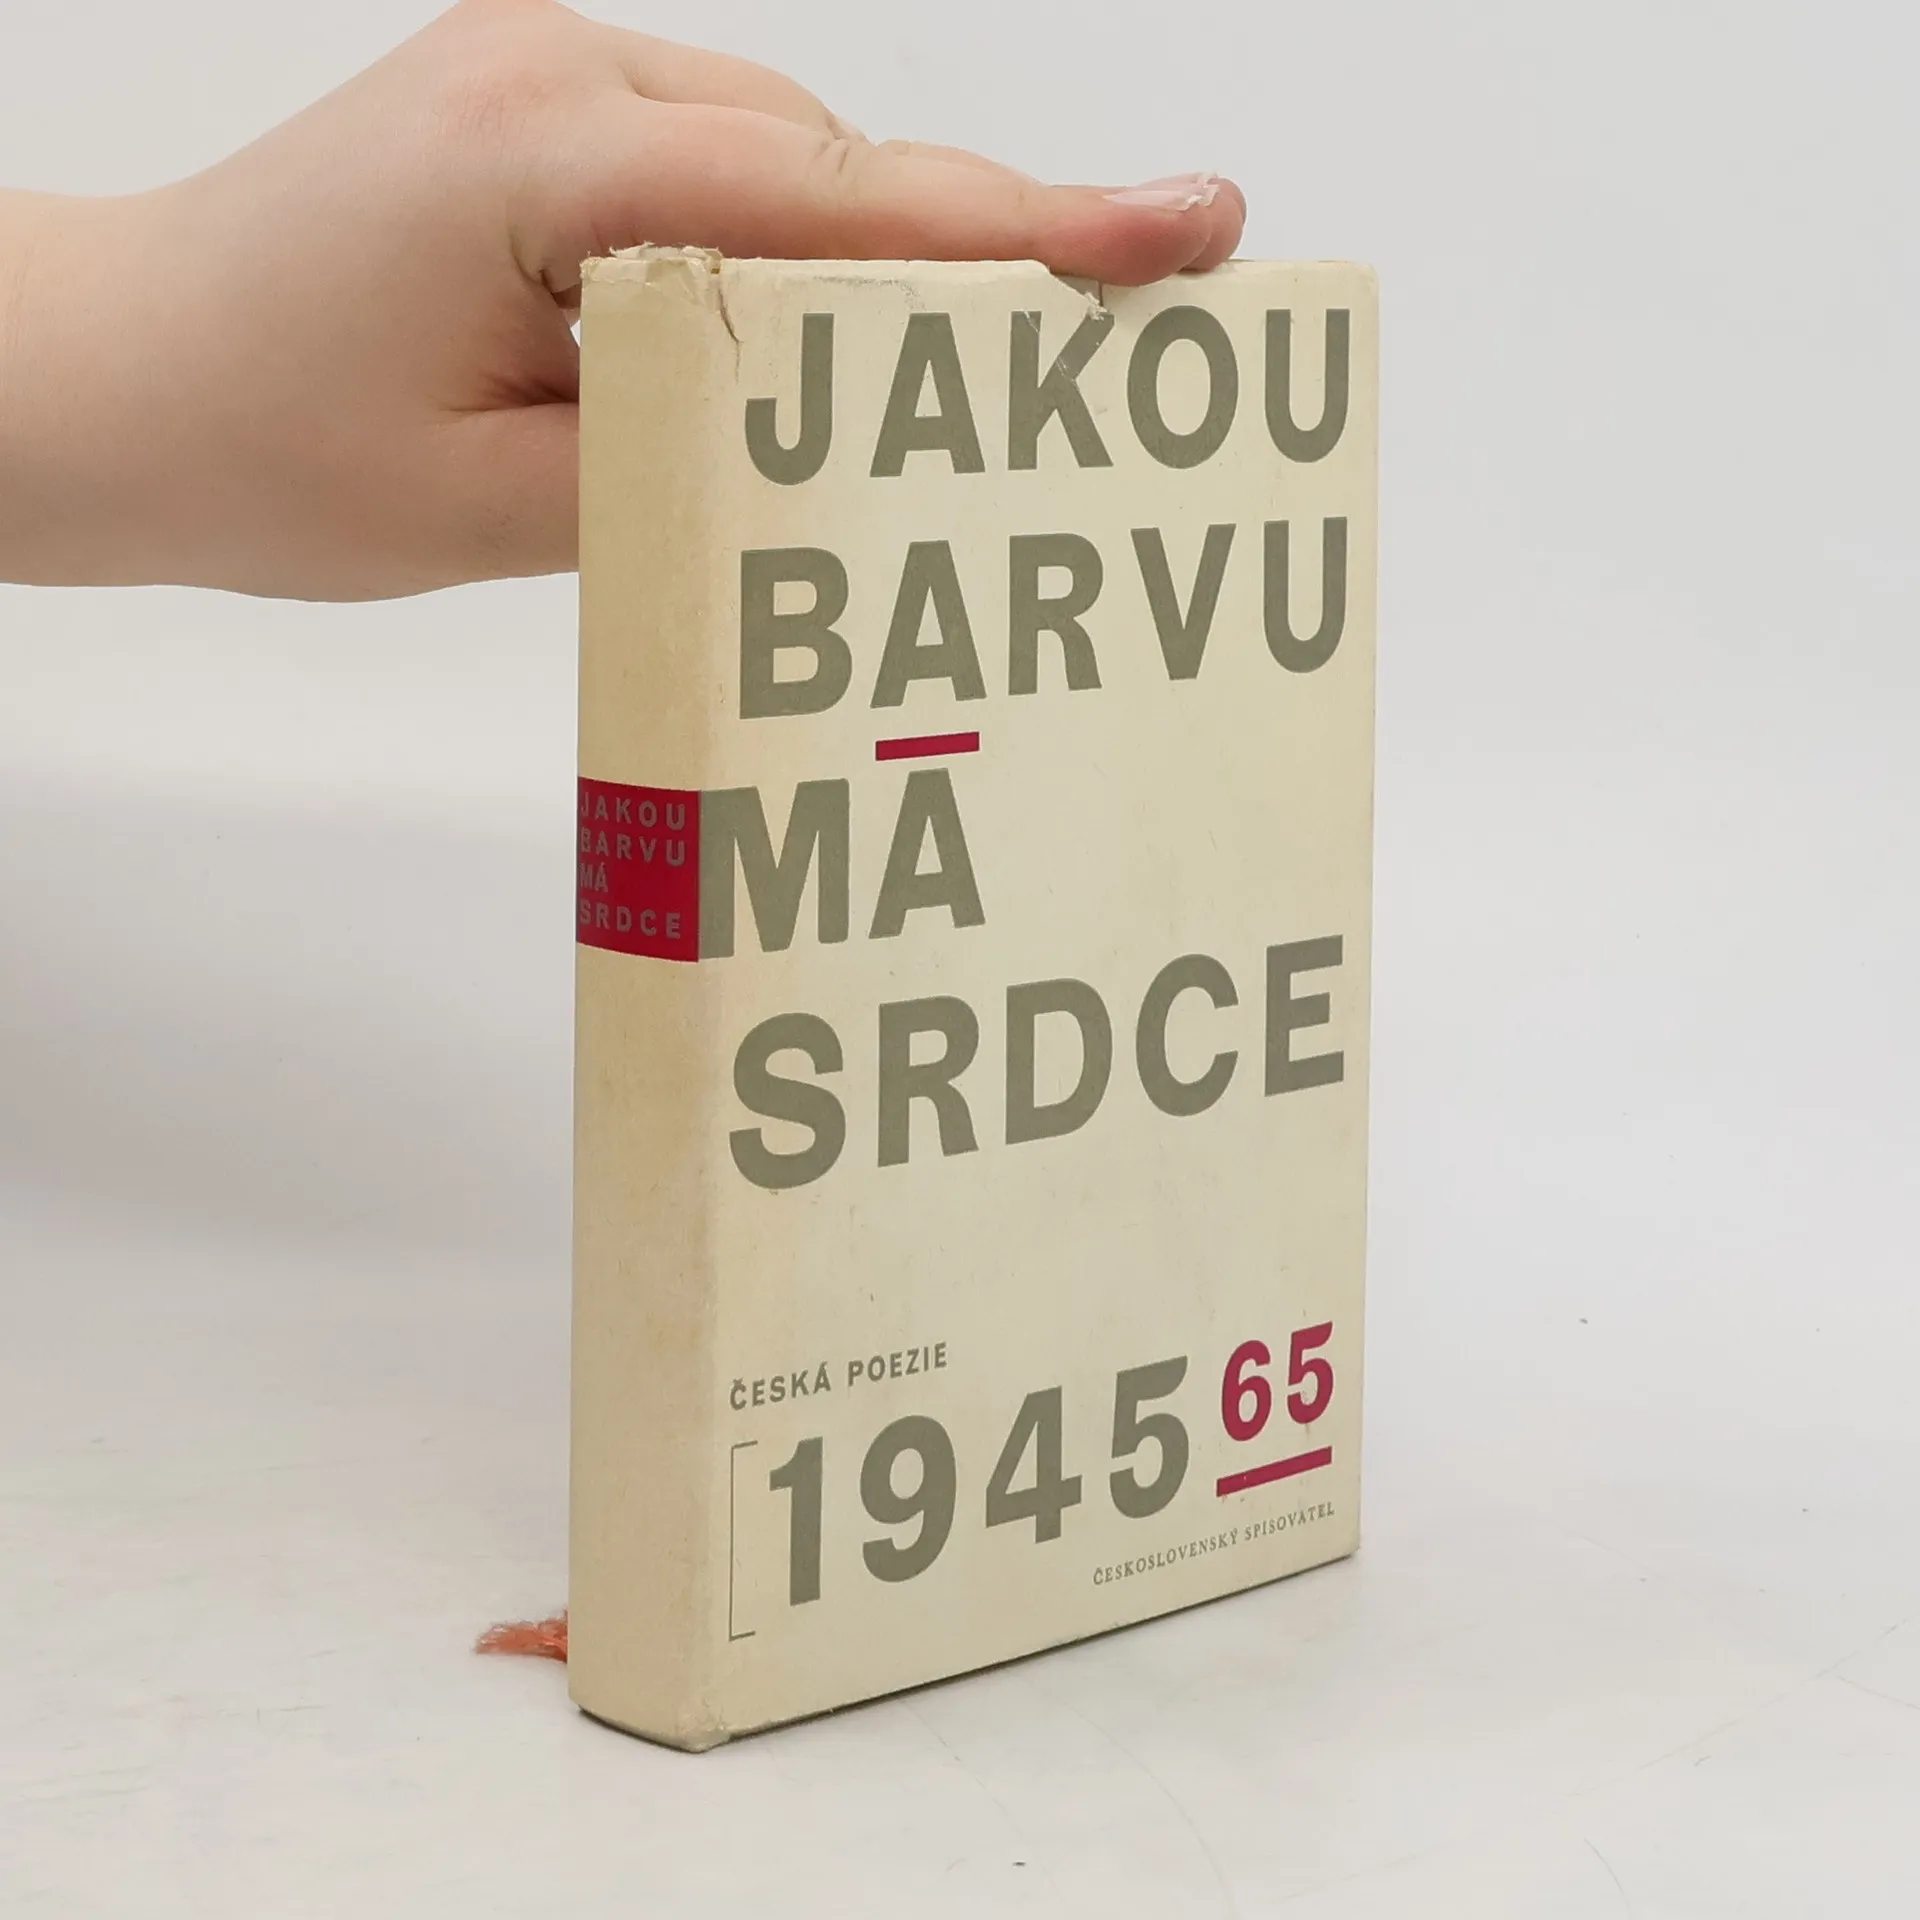 JAKOU
BARVU
MÁ
SRDCE
JAKOU
BARVU
MÁ
SRDCE
ČESKÁ POEZIE
[1945 65
ČESKOSLOVENSKÝ SPISOVATEL